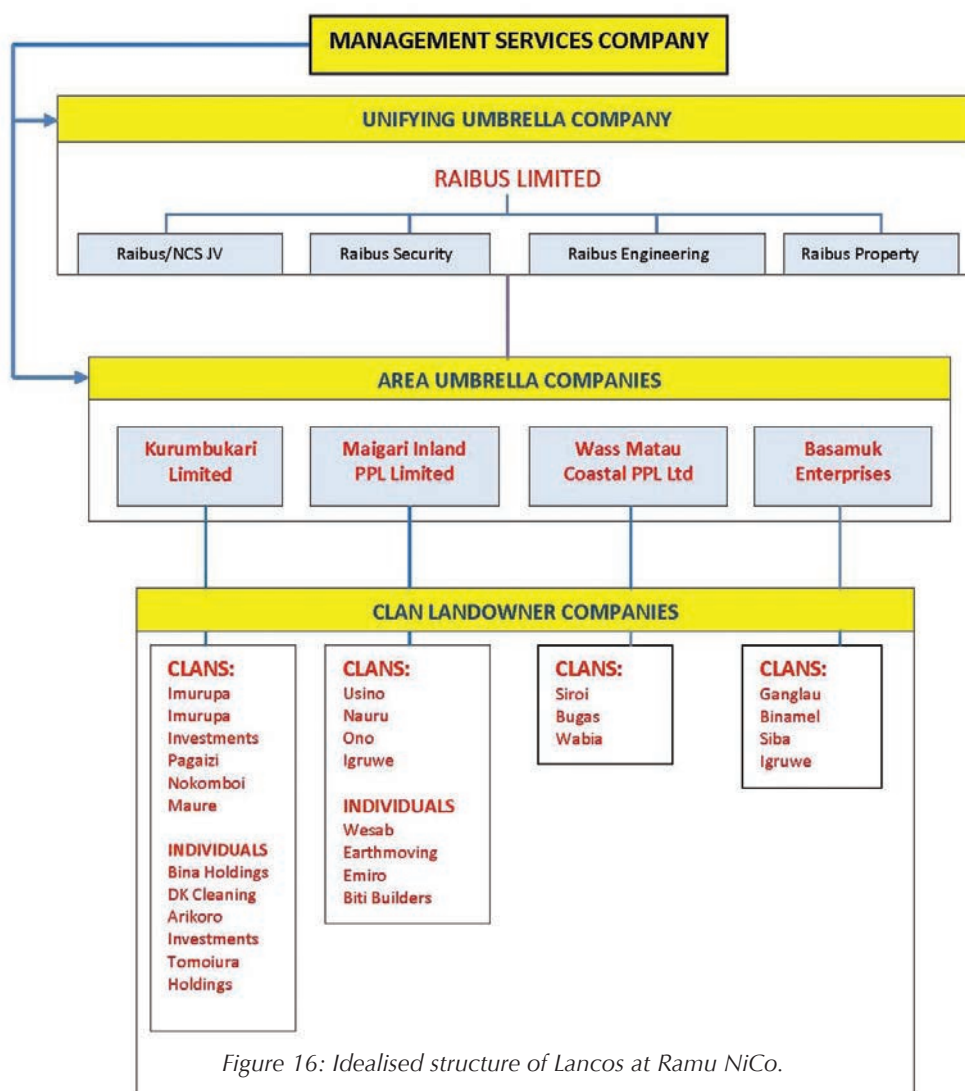 MANAGEMENT SERVICES COMPANY
UNIFYING UMBRELLA COMPANY
RAIBUS LIMITED
Raibus/NCS JV
Raibus Security
Raibus Engineering
Raibus Property
AREA UMBRELLA COMPANIES
Kurumbukari
Limited
Maigari Inland
PPL Limited
Wass Matau
Coastal PPL Ltd
Basamuk
Enterprises
CLAN LANDOWNER COMPANIES
CLANS:
Imurupa
Imurupa
Investments
Pagaizi
Nokomboi
Maure
INDIVIDUALS
Bina Holdings
DK Cleaning
Arikoro
Investments
Tomoiura
Holdings
CLANS:
Usino
Nauru
Ono
Igruwe
INDIVIDUALS
Wesab
Earthmoving
Emiro
Biti Builders
CLANS:
Siroi
Bugas
Wabia
CLANS:
Ganglau
Binamel
Siba
Igruwe
Figure 16: Idealised structure of Lancos at Ramu NiCo.